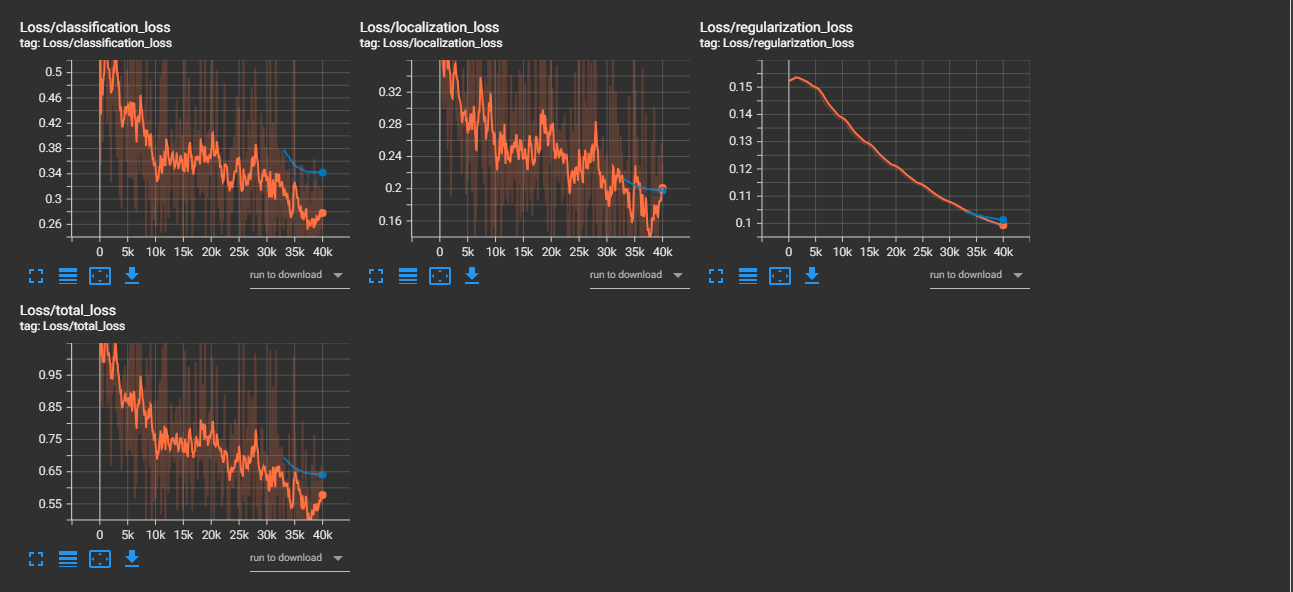 Loss/classification_loss
tag: Loss/classification_loss
0.5
0.46
0.42
0.38
0.34
0.3
0.26
0 5k 10k 15k 20k 25k 30k 35k 40k
run to download
Loss/localization_loss
tag: Loss/localization_loss
0.32
0.28
0.24
0.2
0.16
0 5k 10k 15k 20k 25k 30k 35k 40k
run to download
Loss/regularization_loss
tag: Loss/regularization_loss
0.15
0.14
0.13
0.12
0.11
0.1
0 5k 10k 15k 20k 25k 30k 35k 40k
run to download
Loss/total_loss
tag: Loss/total_loss
0.95
0.85
0.75
0.65
0.55
0 5k 10k 15k 20k 25k 30k 35k 40k
run to download